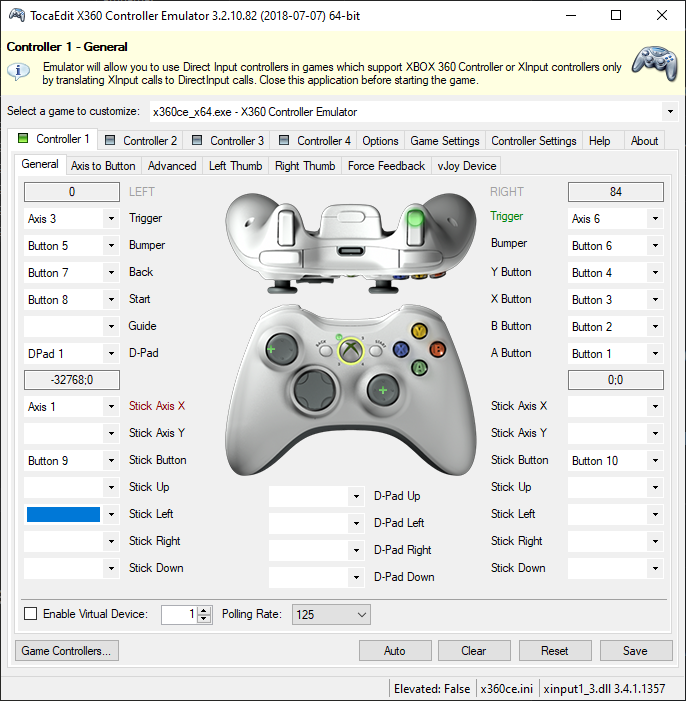 TocaEdit X360 Controller Emulator 3.2.10.82 (2018-07-07) 64-bit
Controller 1 - General
Emulator will allow you to use Direct Input controllers in games which support XBOX 360 Controller or XInput controllers only
by translating XInput calls to DirectInput calls. Close this application before starting the game.
Select a game to customize: x360ce_x64.exe - X360 Controller Emulator
Controller 1 Controller 2 Controller 3 Controller 4 Options Game Settings Controller Settings Help About
General Axis to Button Advanced Left Thumb Right Thumb Force Feedback vJoy Device
0 LEFT RIGHT 84
Axis 3 Trigger Trigger Axis 6
Button 5 Bumper Bumper Button 6
Button 7 Back Y Button Button 4
Button 8 Start X Button Button 3
Guide B Button Button 2
DPad 1 D-Pad A Button Button 1
BACK START
Y
X B
A
-32768;0 0;0
Axis 1 Stick Axis X Stick Axis X
Stick Axis Y Stick Axis Y
Button 9 Stick Button Stick Button Button 10
Stick Up D-Pad Up Stick Up
Stick Left D-Pad Left Stick Left
Stick Right D-Pad Right Stick Right
Stick Down D-Pad Down Stick Down
Enable Virtual Device: 1 Polling Rate: 125
Game Controllers... Auto Clear Reset Save
Elevated: False x360ce.ini xinput1_3.dll 3.4.1.1357